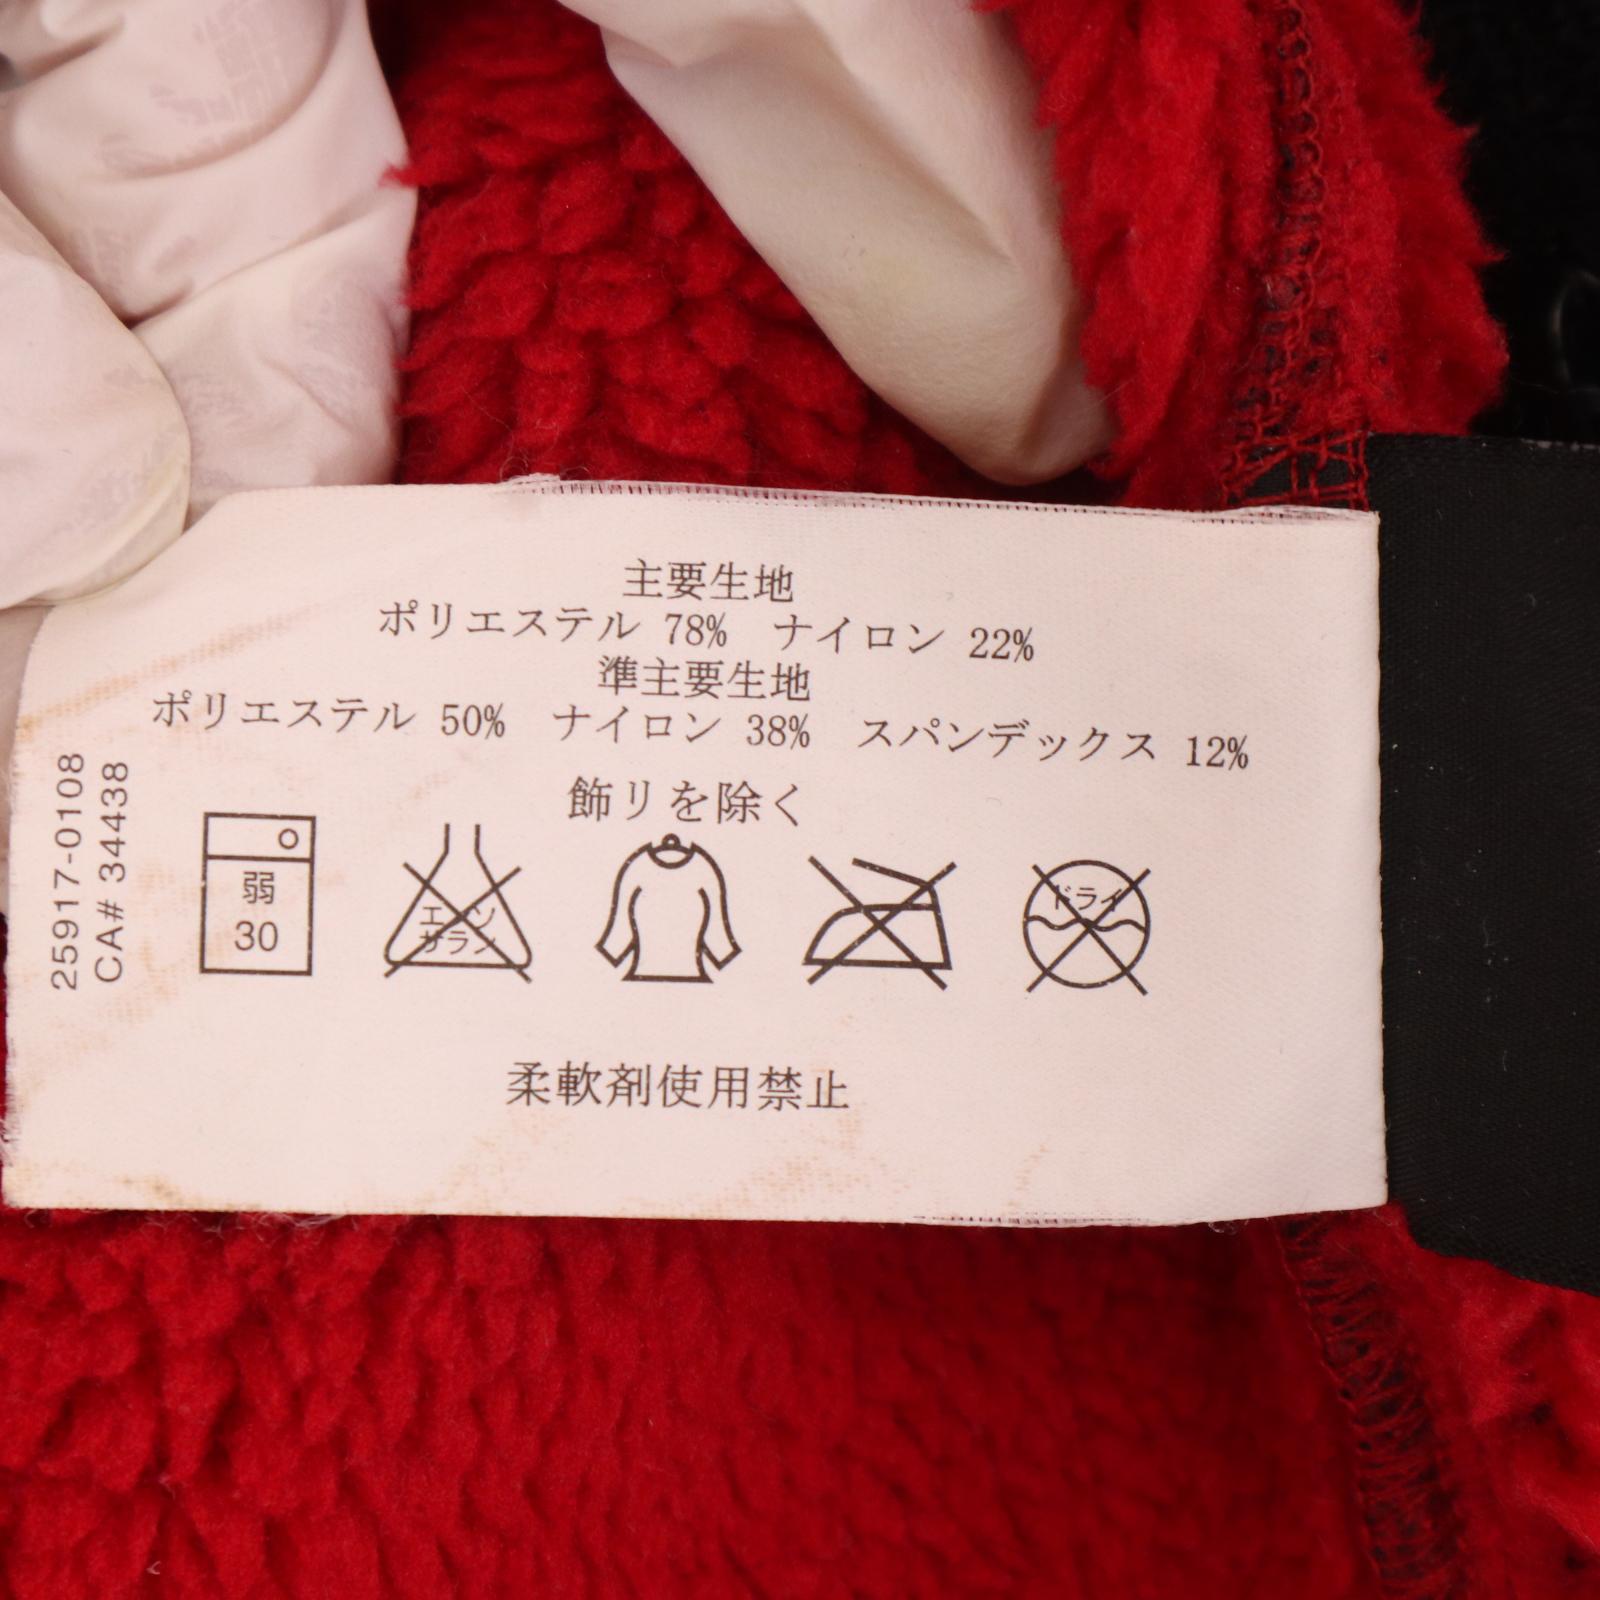 主要生地
ポリエステル 78% ナイロン 22%
準主要生地
ポリエステル 50% ナイロン 38% スパンデックス 12%
飾りを除く
弱
30
エンソ
サラシ
ドライ
柔軟剤使用禁止
25917-0108
CA# 34438